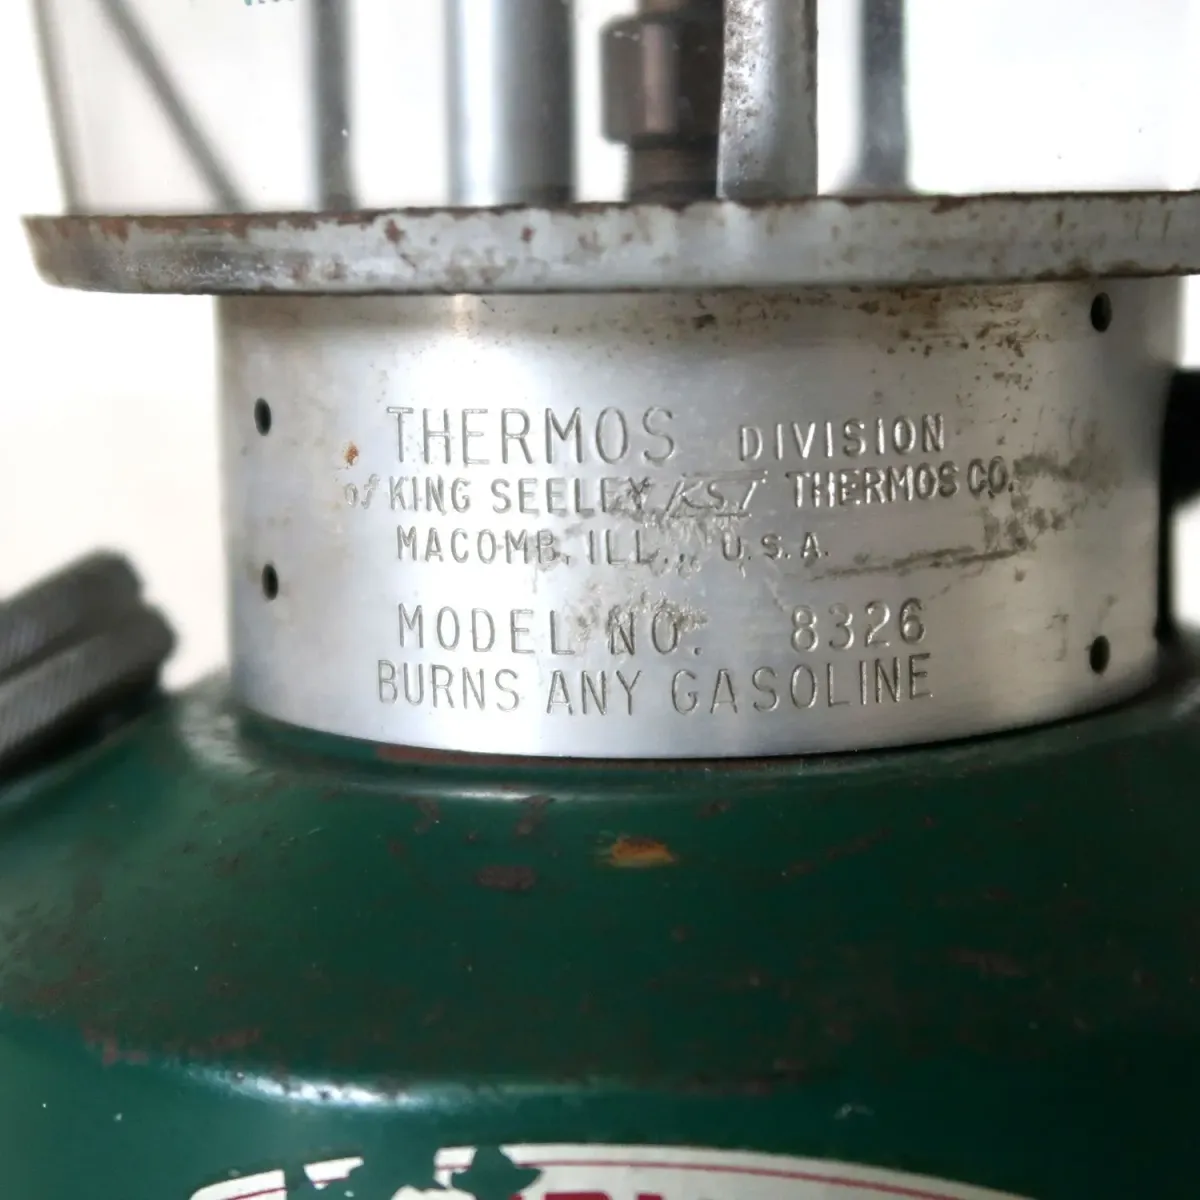 THERMOS DIVISION
of KING SEELEY KST THERMOS CO.
MACOMB, ILL., U.S.A.
MODEL NO. 8326
BURNS ANY GASOLINE